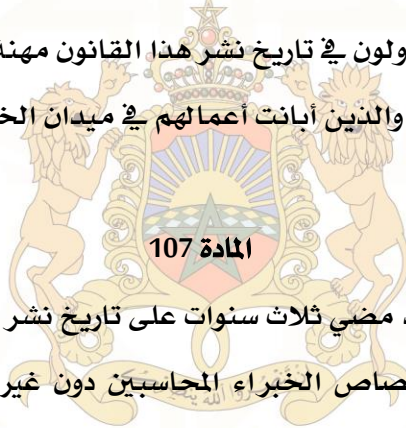 ولون في تاريخ نشر هذا القانون مهنة
والذين أبانت أعمالهم في ميدان الخ
المادة 107
، مضي ثلاث سنوات على تاريخ نشر
صاص الخبراء المحاسبين دون غير